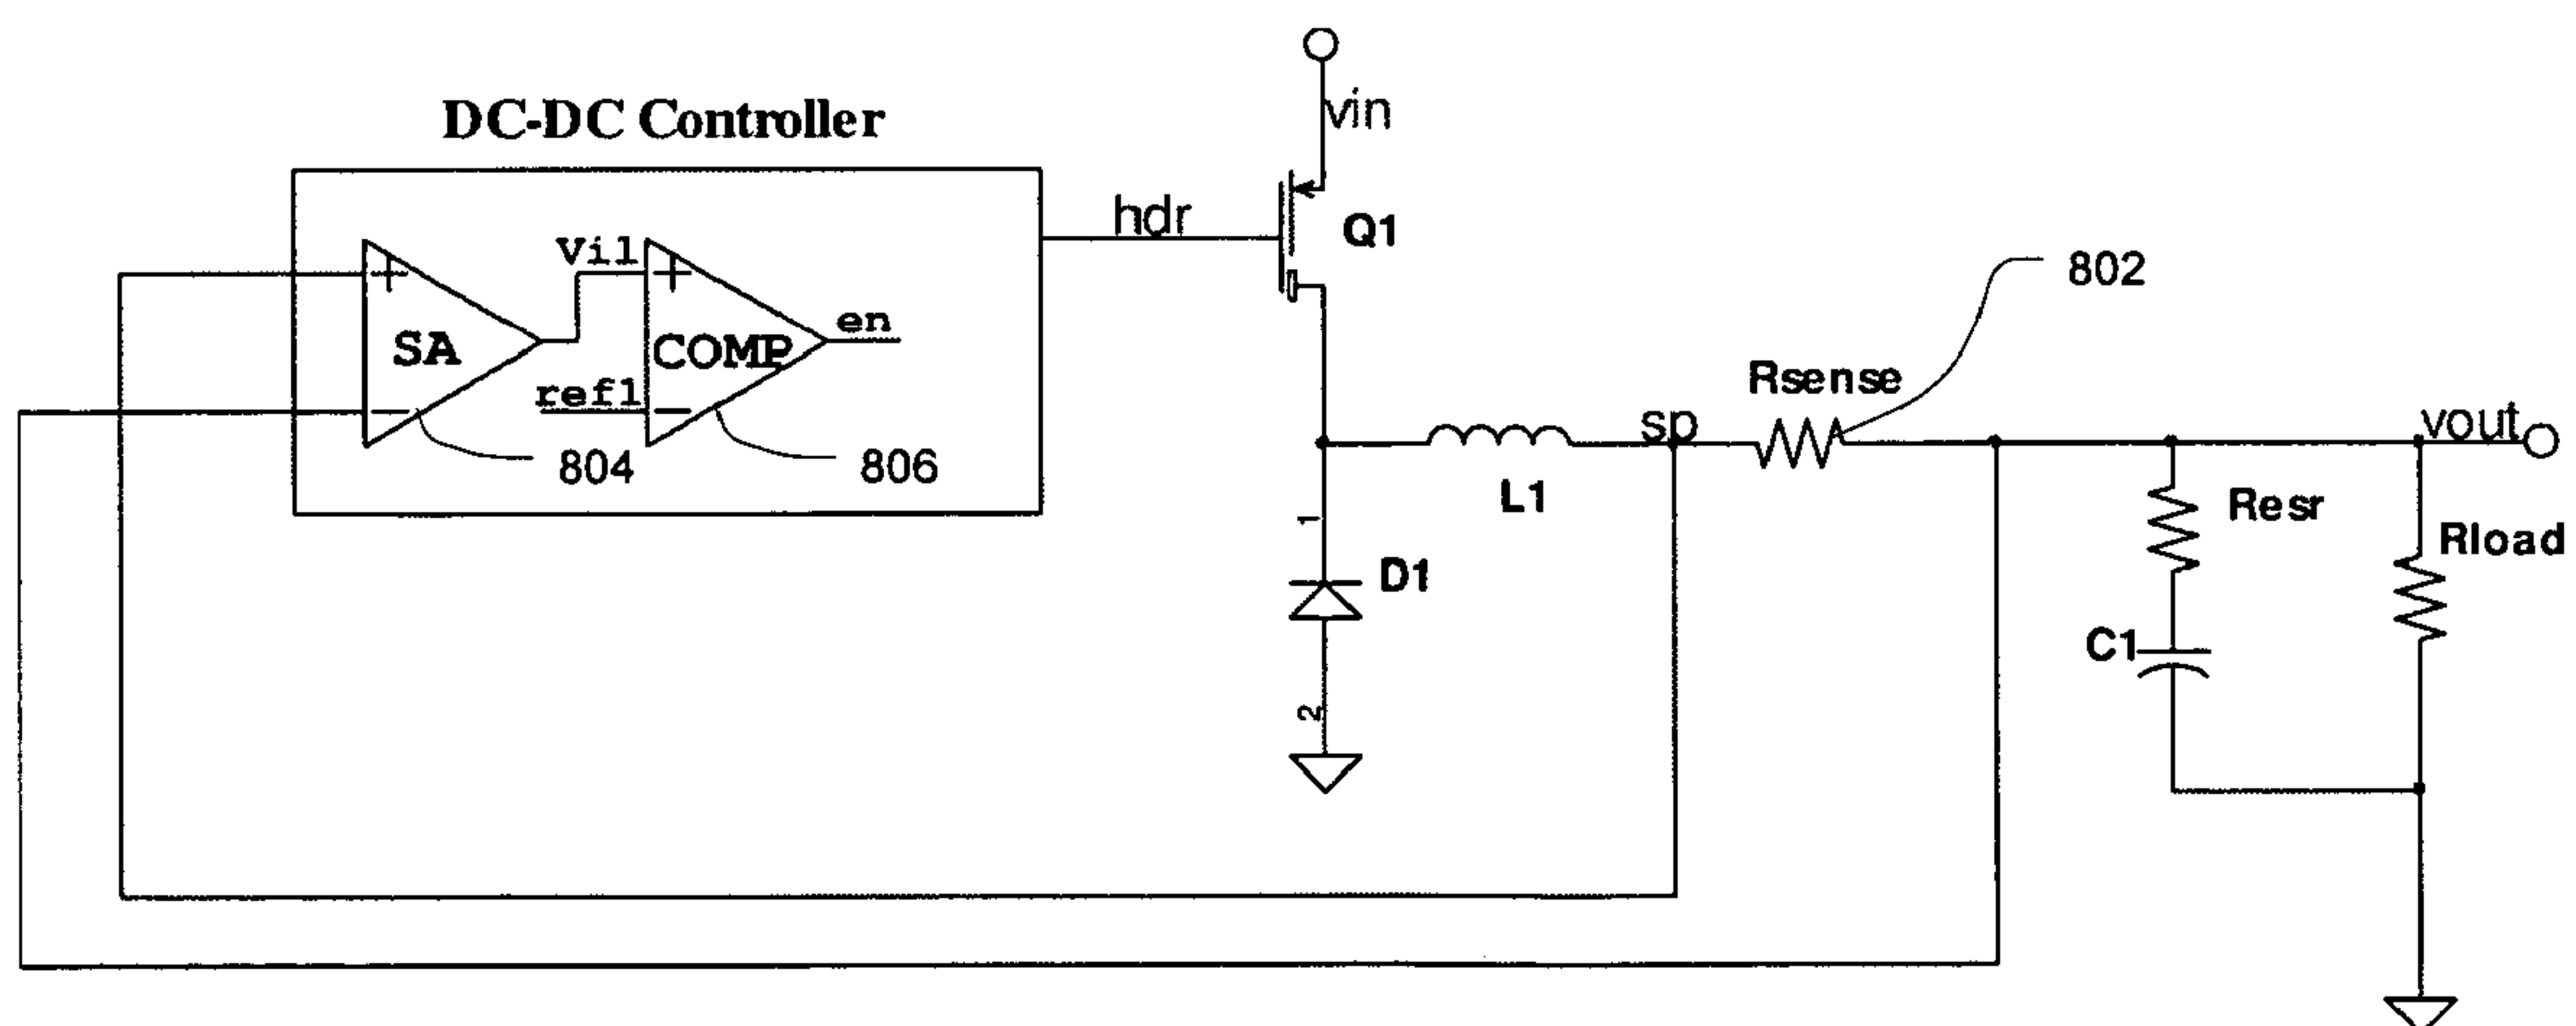 vin
DC-DC Controller
hdr
Q1
Vil
+
+
802
en
SA
COMP
Rsense
ref1
sp
vout
-
-
804
806
L1
Resr
1
Rload
D1
C1
2